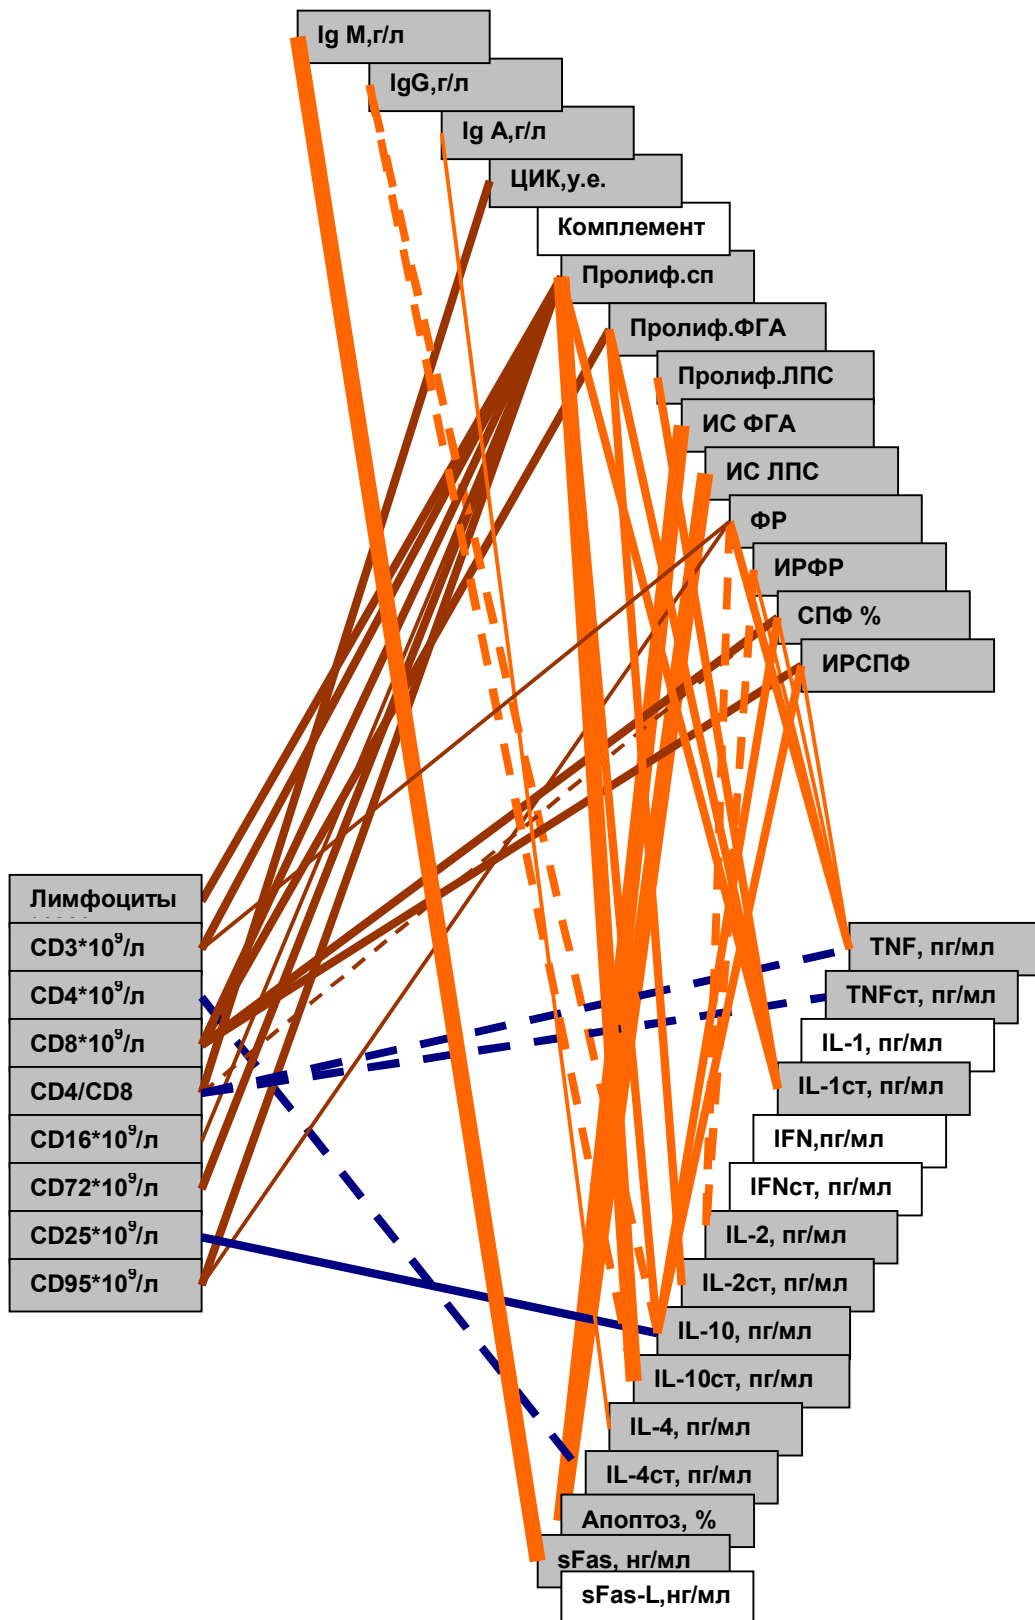 Ig M,г/л
IgG,г/л
Ig A,г/л
ЦИК,у.е.
Комплемент
Пролиф.сп
Пролиф.ФГА
Пролиф.ЛПС
ИС ФГА
ИС ЛПС
ФР
ИРФР
СПФ %
ИРСПФ
Лимфоциты
CD3*10⁹/л
CD4*10⁹/л
CD8*10⁹/л
CD4/CD8
CD16*10⁹/л
CD72*10⁹/л
CD25*10⁹/л
CD95*10⁹/л
TNF, пг/мл
TNFст, пг/мл
IL-1, пг/мл
IL-1ст, пг/мл
IFN,пг/мл
IFNст, пг/мл
IL-2, пг/мл
IL-2ст, пг/мл
IL-10, пг/мл
IL-10ст, пг/мл
IL-4, пг/мл
IL-4ст, пг/мл
Апоптоз, %
sFas, нг/мл
sFas-L,нг/мл